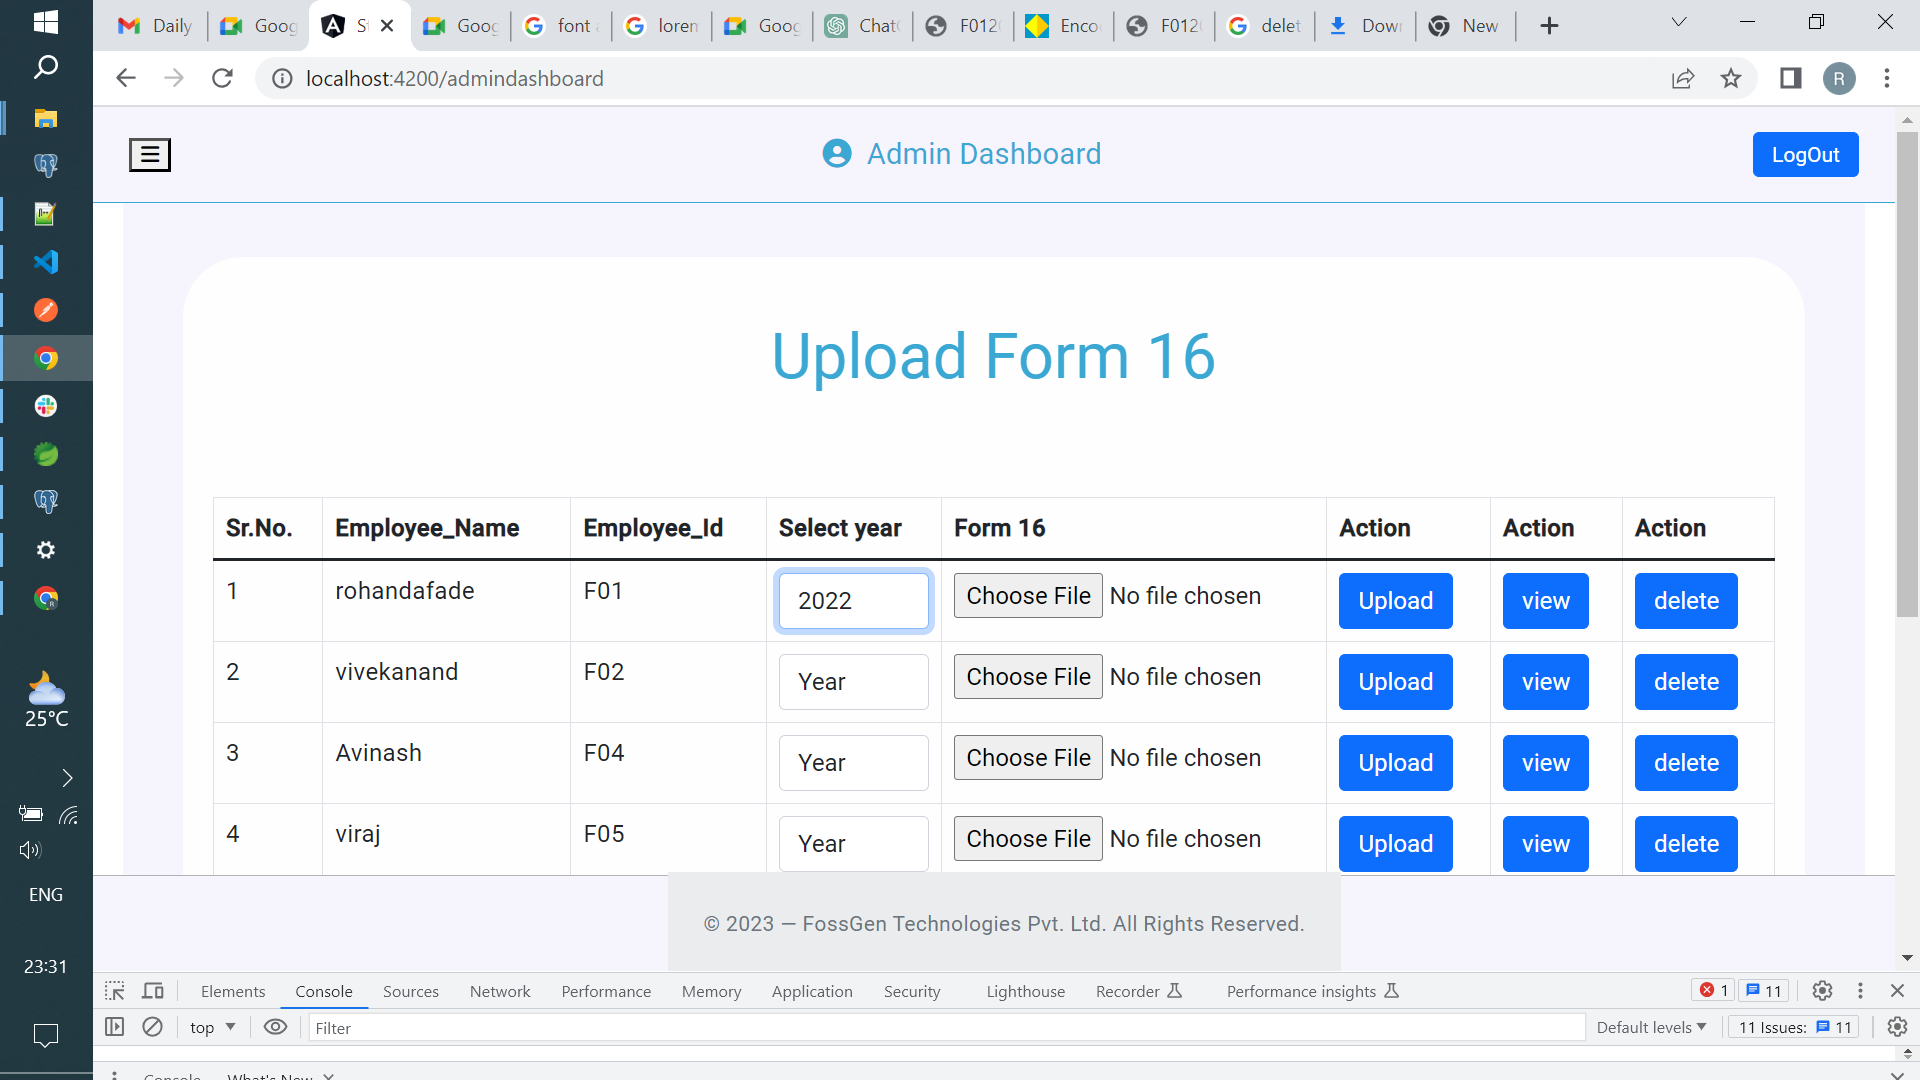 Daily
Goog
St
Goog
font a
lorem
Goog
ChatG
F012
Enco
F012
delet
Down
New
localhost:4200/admindashboard
R
Admin Dashboard
LogOut
Upload Form 16
Sr.No. Employee_Name Employee_Id Select year Form 16 Action Action Action
1 rohandafade F01 2022 Choose File No file chosen Upload view delete
2 vivekanand F02 Year Choose File No file chosen Upload view delete
3 Avinash F04 Year Choose File No file chosen Upload view delete
4 viraj F05 Year Choose File No file chosen Upload view delete
© 2023 — FossGen Technologies Pvt. Ltd. All Rights Reserved.
25°C
ENG
23:31
Elements Console Sources Network Performance Memory Application Security Lighthouse Recorder Performance insights 1 11
top Filter Default levels 11 Issues: 11
Console What's New